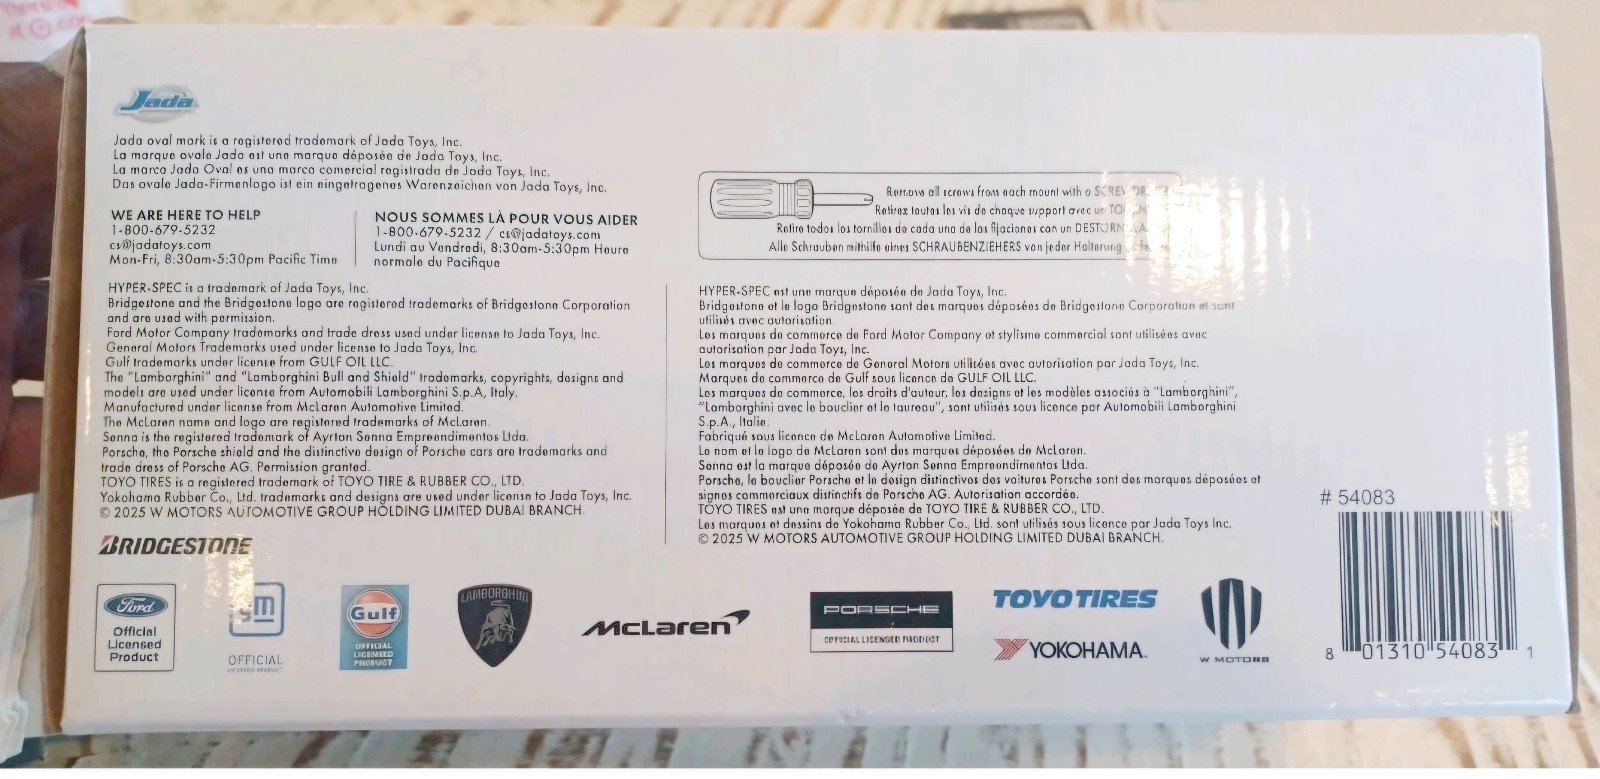 Jada
Jada oval mark is a registered trademark of Jada Toys, Inc.
La marque ovale Jada est une marque déposée de Jada Toys, Inc.
La marca Jada Oval es una marca comercial registrada de Jada Toys, Inc.
Das ovale Jada-Firmenlogo ist ein eingetragenes Warenzeichen von Jada Toys, Inc.
WE ARE HERE TO HELP
1-800-679-5232
cs@jadatoys.com
Mon-Fri, 8:30am-5:30pm Pacific Time
NOUS SOMMES LÀ POUR VOUS AIDER
1-800-679-5232 / cs@jadatoys.com
Lundi au Vendredi, 8:30am-5:30pm Heure
normale du Pacifique
Remove all screws from each mount with a
Retirez toutes les vis de chaque support avec un
Retire todos los tornillos de cada una de las fijaciones con un
Alle Schrauben mithilfe eines SCHRAUBENZIEHERS von jeder Halterung
HYPER-SPEC is a trademark of Jada Toys, Inc.
Bridgestone and the Bridgestone logo are registered trademarks of Bridgestone Corporation
and are used with permission.
Ford Motor Company trademarks and trade dress used under license to Jada Toys, Inc.
General Motors Trademarks used under license to Jada Toys, Inc.
Gulf trademarks under license from GULF OIL LLC.
The "Lamborghini" and "Lamborghini Bull and Shield" trademarks, copyrights, designs and
models are used under license from Automobili Lamborghini S.p.A, Italy.
Manufactured under license from McLaren Automotive Limited.
The McLaren name and logo are registered trademarks of McLaren.
Senna is the registered trademark of Ayrton Senna Empreendimentos Ltda.
Porsche, the Porsche shield and the distinctive design of Porsche cars are trademarks and
trade dress of Porsche AG. Permission granted.
TOYO TIRES is a registered trademark of TOYO TIRE & RUBBER CO., LTD.
Yokohama Rubber Co., Ltd. trademarks and designs are used under license to Jada Toys, Inc.
© 2025 W MOTORS AUTOMOTIVE GROUP HOLDING LIMITED DUBAI BRANCH.
HYPER-SPEC est une marque déposée de Jada Toys, Inc.
Bridgestone et le logo Bridgestone sont des marques déposées de Bridgestone Corporation et sont
utilisés avec autorisation.
Les marques de commerce de Ford Motor Company et stylisme commercial sont utilisées avec
autorisation par Jada Toys, Inc.
Les marques de commerce de General Motors utilisées avec autorisation par Jada Toys, Inc.
Marques de commerce de Gulf sous licence de GULF OIL LLC.
Les marques de commerce, les droits d'auteur, les designs et les modèles associés à "Lamborghini",
"Lamborghini avec le bouclier et le taureau", sont utilisés sous licence par Automobili Lamborghini
S.p.A., Italie.
Fabriqué sous licence de McLaren Automotive Limited.
Le nom et le logo de McLaren sont des marques déposées de McLaren.
Senna est la marque déposée de Ayrton Senna Empreendimentos Ltda.
Porsche, le bouclier Porsche et le design distinctives des voitures Porsche sont des marques déposées et
signes commerciaux distinctifs de Porsche AG. Autorisation accordée.
TOYO TIRES est une marque déposée de TOYO TIRE & RUBBER CO., LTD.
Les marques et dessins de Yokohama Rubber Co., Ltd. sont utilisés sous licence par Jada Toys Inc.
© 2025 W MOTORS AUTOMOTIVE GROUP HOLDING LIMITED DUBAI BRANCH.
# 54083
BRIDGESTONE
Ford
Official
Licensed
Product
gm
OFFICIAL
LICENSED PRODUCT
Gulf
OFFICIAL
LICENSED
PRODUCT
LAMBORGHINI
McLaren
PORSCHE
OFFICIAL LICENSED PRODUCT
TOYO TIRES
YOKOHAMA
W MOTORS
8 01310 54083 1